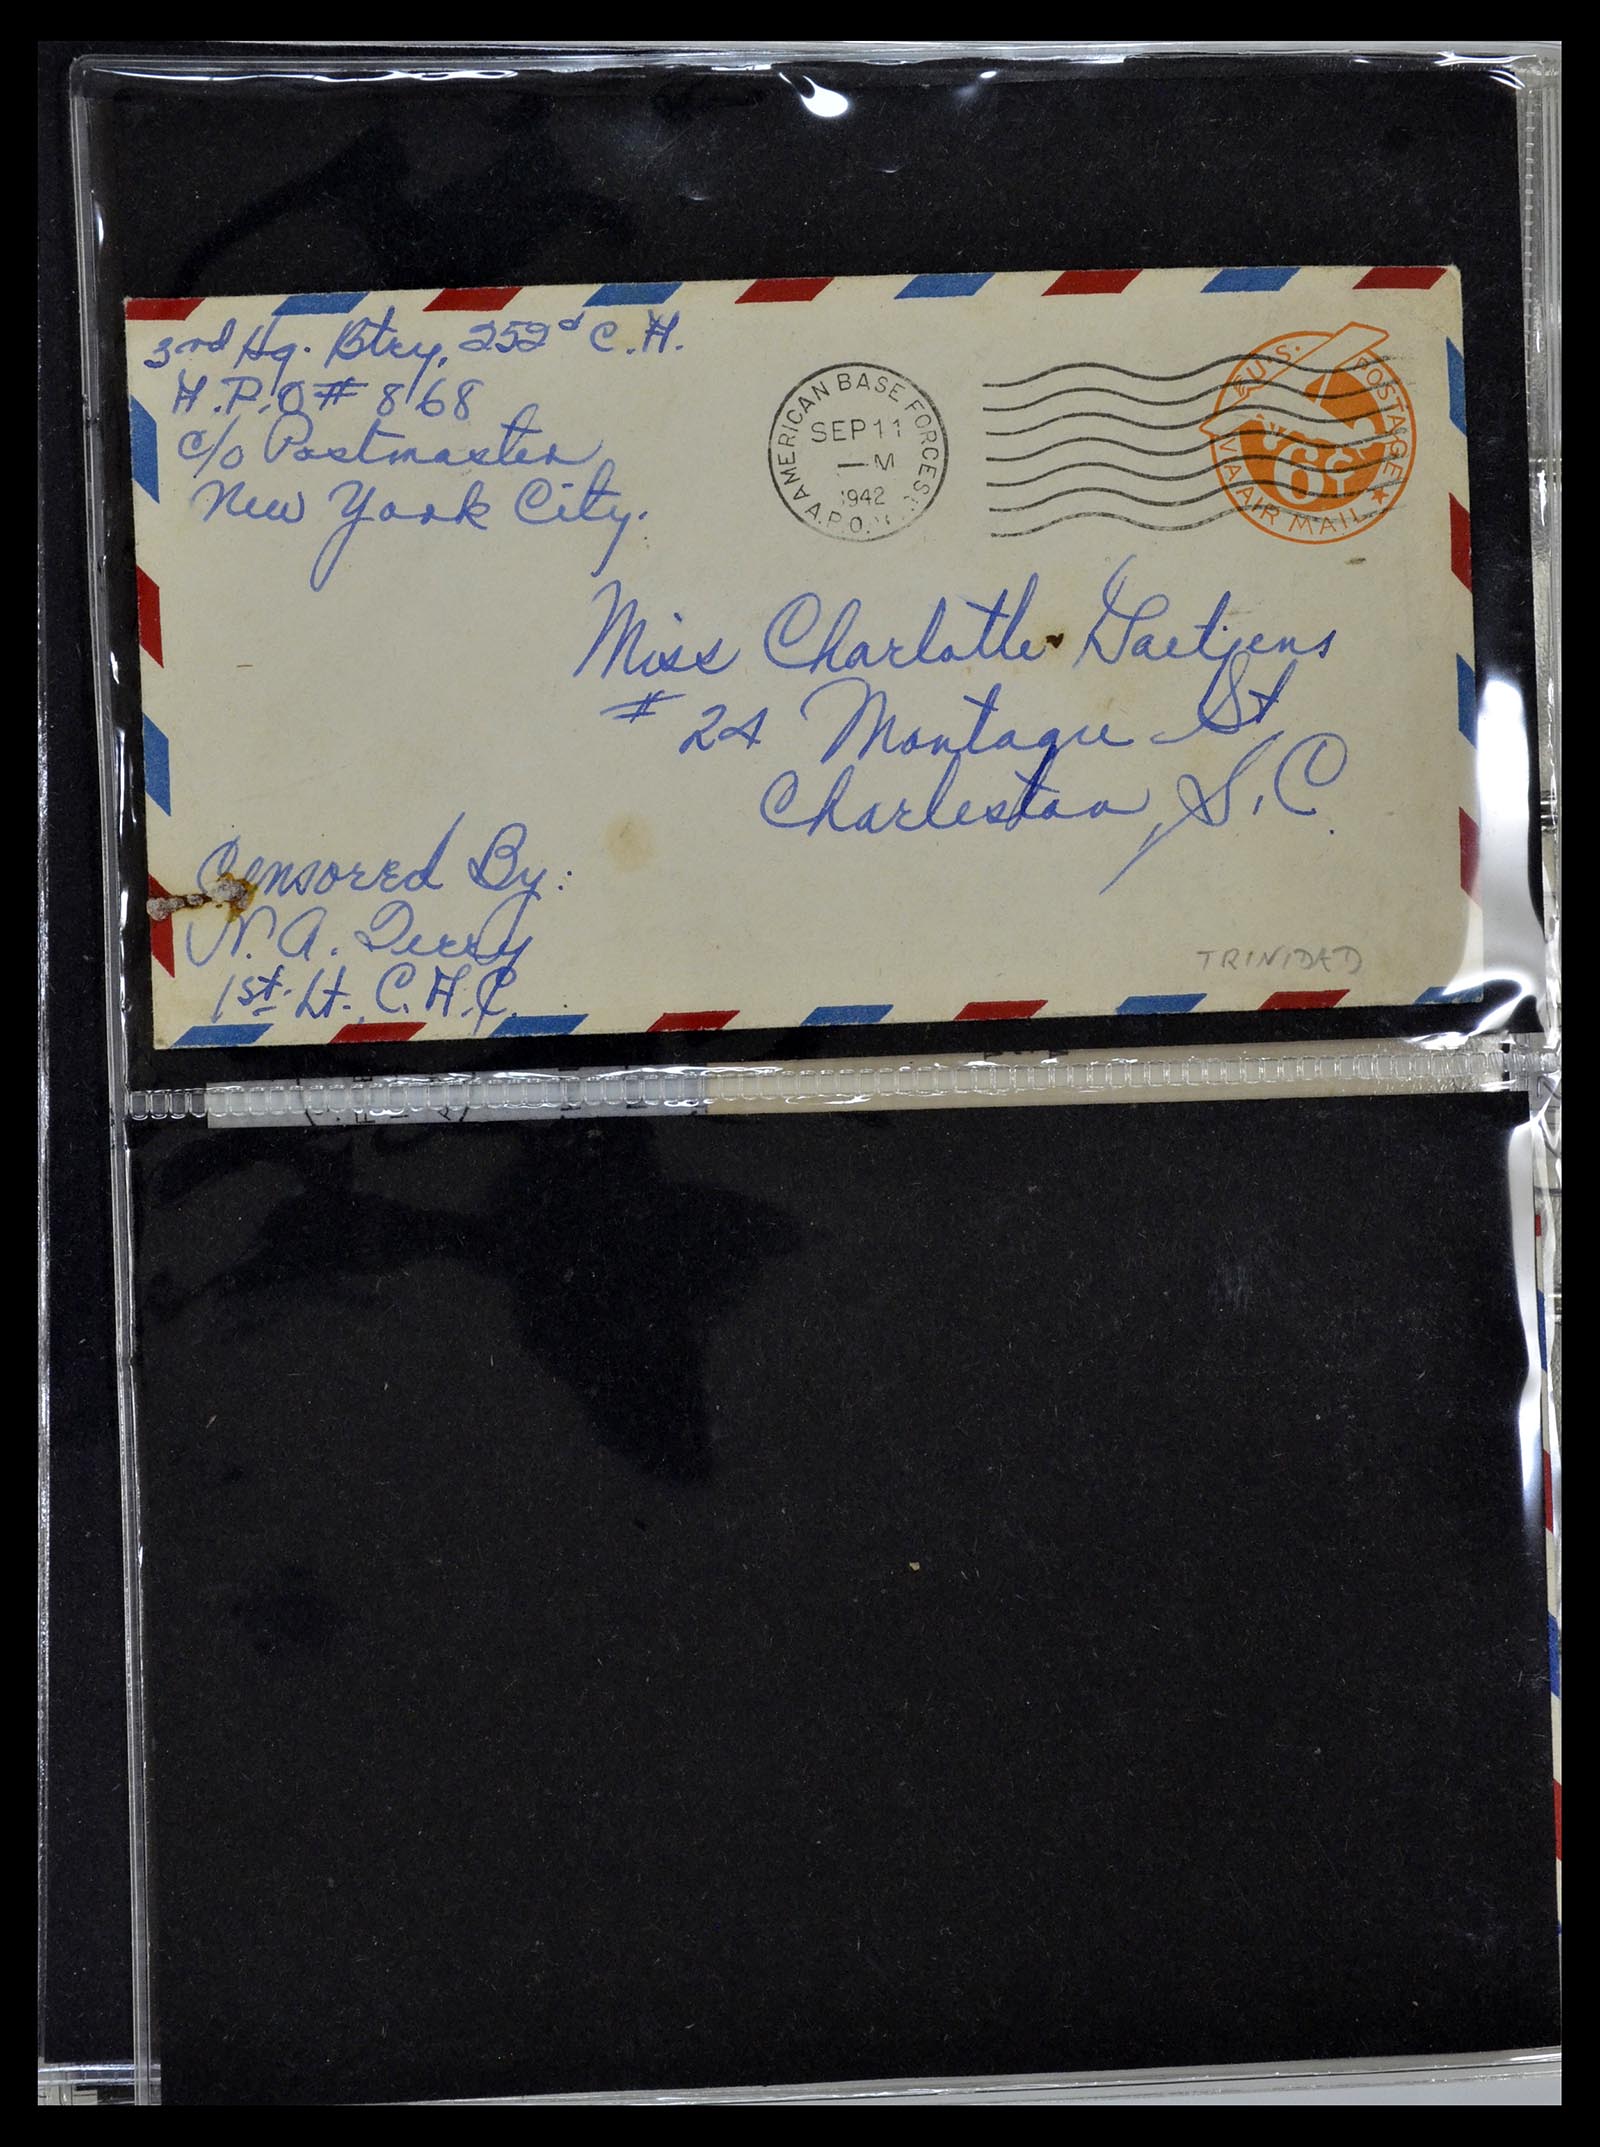 3rd Hq. Btry, 252d C.A.
A.P.O # 868
c/o Postmaster
New York City.
AMERICAN BASE FORCES
SEP 11
— M
1942
A.P.O.
U.S. POSTAGE
6¢
VIA AIR MAIL
Miss Charlotte Gaetjens
# 24 Montague St
Charleston, S.C.
Censored By:
N. A. Derry
1st. Lt. C.A.C.
TRINIDAD